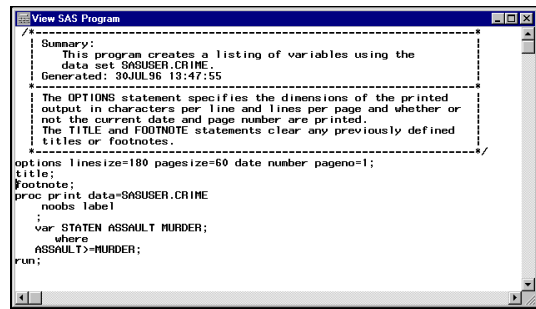 View SAS Program
/*---------------------------------------------------------------*
| Summary:
| This program creates a listing of variables using the
| data set SASUSER.CRIME.
| Generated: 30JUL96 13:47:55
*---------------------------------------------------------------*
| The OPTIONS statement specifies the dimensions of the printed
| output in characters per line and lines per page and whether or
| not the current date and page number are printed.
| The TITLE and FOOTNOTE statements clear any previously defined
| titles or footnotes.
*---------------------------------------------------------------*/
options linesize=180 pagesize=60 date number pageno=1;
title;
footnote;
proc print data=SASUSER.CRIME
noobs label
;
var STATEN ASSAULT MURDER;
where
ASSAULT>=MURDER;
run;